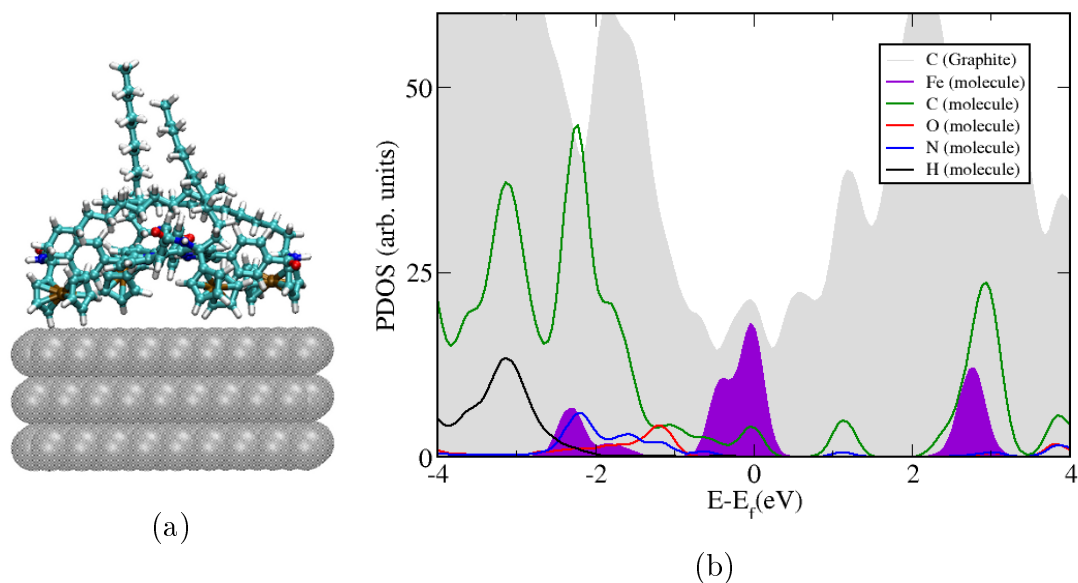 C (Graphite)
Fe (molecule)
C (molecule)
O (molecule)
N (molecule)
H (molecule)
PDOS (arb. units)
50
25
0
-4
-2
0
2
4
E-E_f(eV)
(a)
(b)